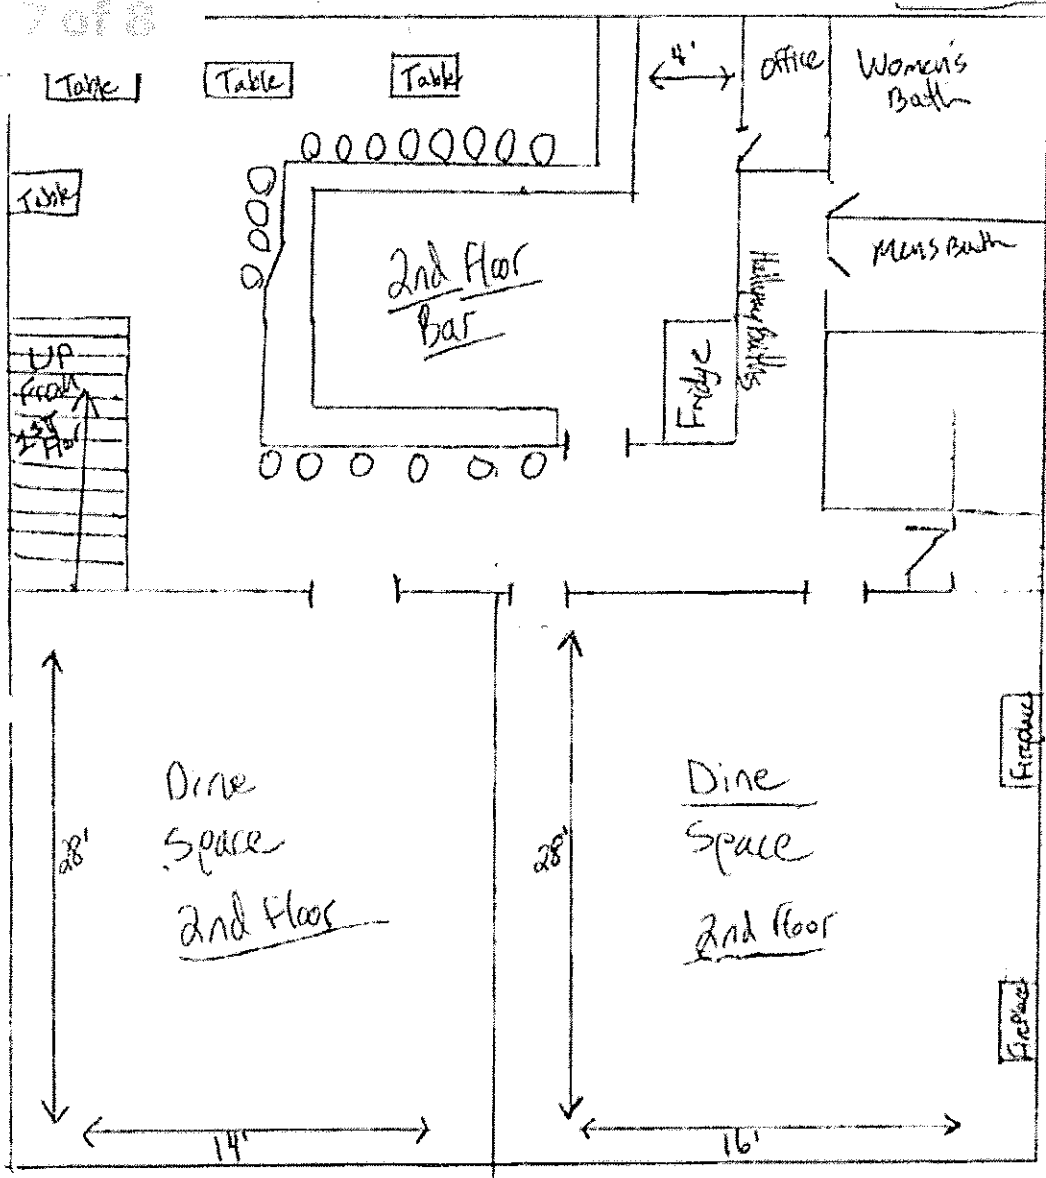 7 of 8
Table
Table
Table
4'
office
Women's
Bath
Table
Mens Bath
2nd Floor
Bar
Fridge
UP
From
1st
Floor
28'
Dine
Space
2nd Floor
14'
28'
Dine
Space
2nd Floor
16'
Fireplace
Fireplace